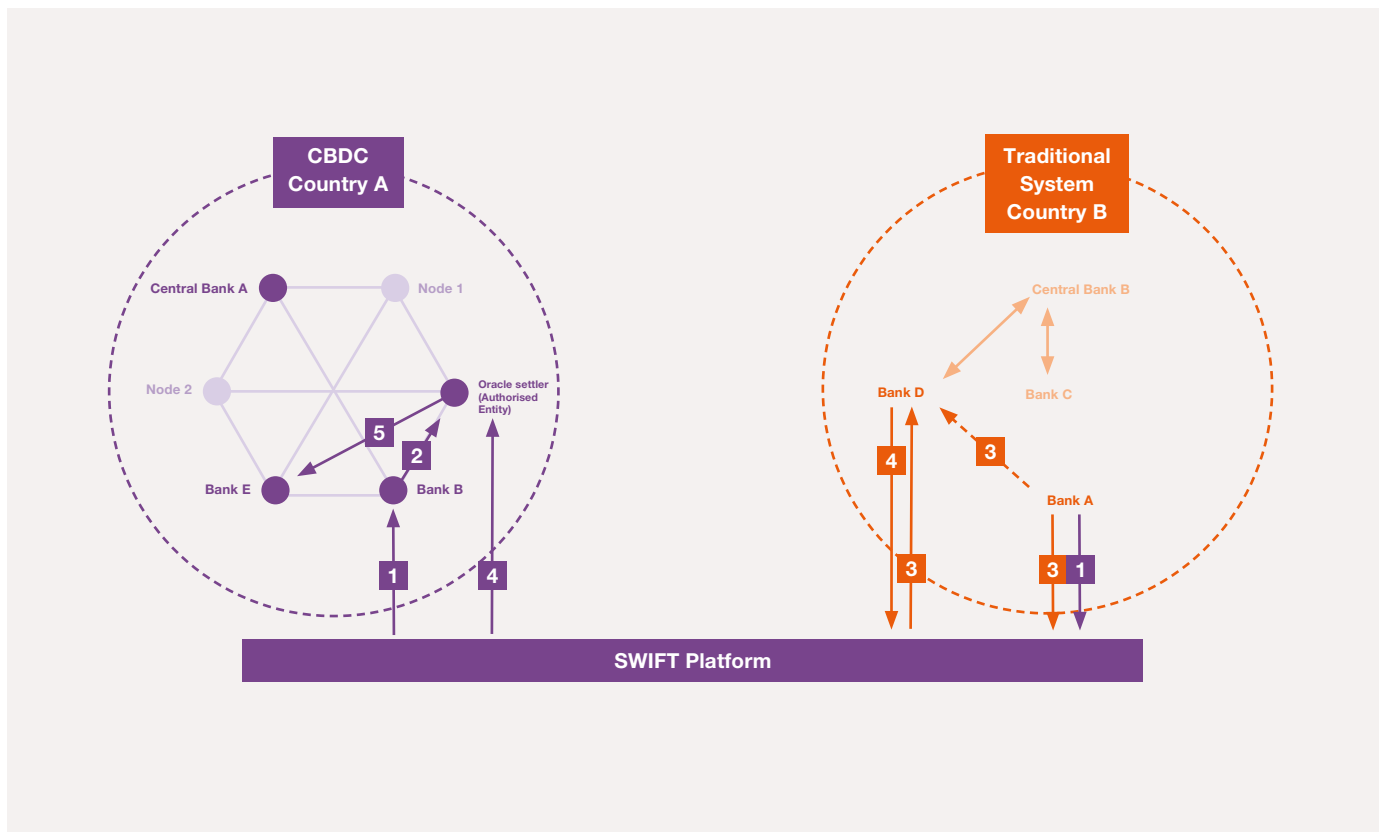 CBDC
Country A
Traditional
System
Country B
Central Bank A
Node 1
Central Bank B
Node 2
Oracle settler
(Authorised
Entity)
Bank D
Bank C
5
2
4
3
Bank E
Bank B
Bank A
1
4
3
3
1
SWIFT Platform